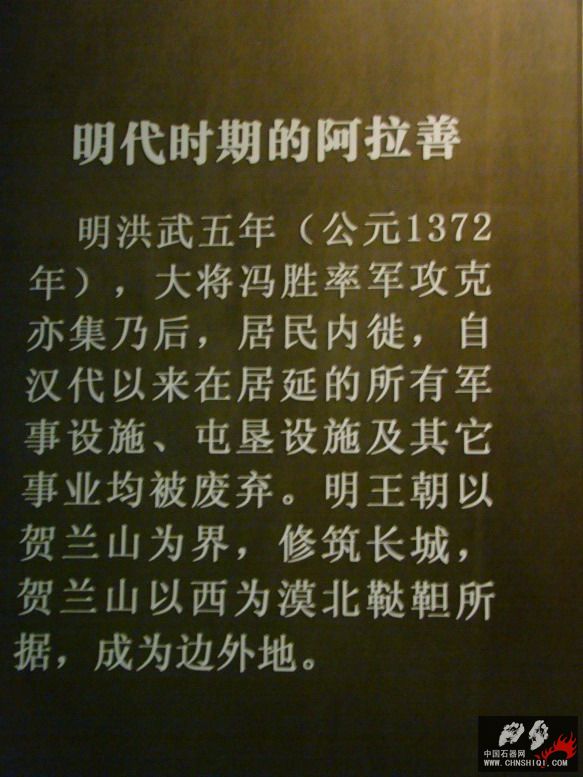 明代时期的阿拉善
明洪武五年（公元1372
年），大将冯胜率军攻克
亦集乃后，居民内徙，自
汉代以来在居延的所有军
事设施、屯垦设施及其它
事业均被废弃。明王朝以
贺兰山为界，修筑长城，
贺兰山以西为漠北鞑靼所
据，成为边外地。
中国石器网
www.CHNSHIQI.COM